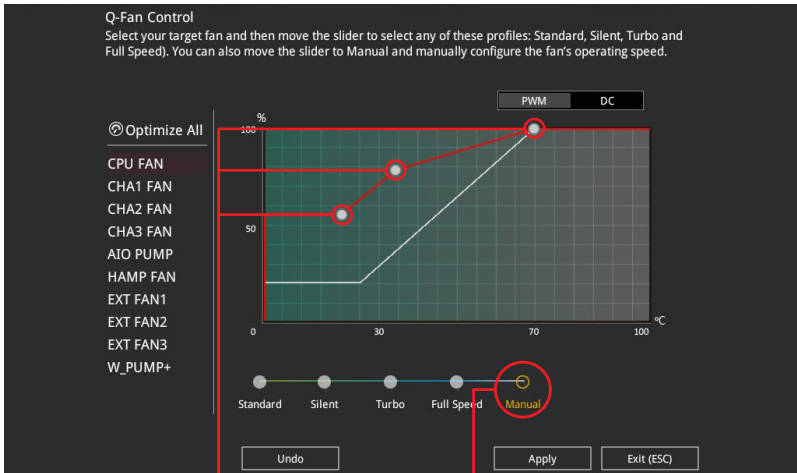 Q-Fan Control
Select your target fan and then move the slider to select any of these profiles: Standard, Silent, Turbo and
Full Speed). You can also move the slider to Manual and manually configure the fan's operating speed.
PWM DC
%
Optimize All
100
CPU FAN
CHA1 FAN
CHA2 FAN
50
CHA3 FAN
AIO PUMP
HAMP FAN
EXT FAN1
EXT FAN2
°C
0 30 70 100
EXT FAN3
W_PUMP+
Standard Silent Turbo Full Speed Manual
Undo Apply Exit (ESC)